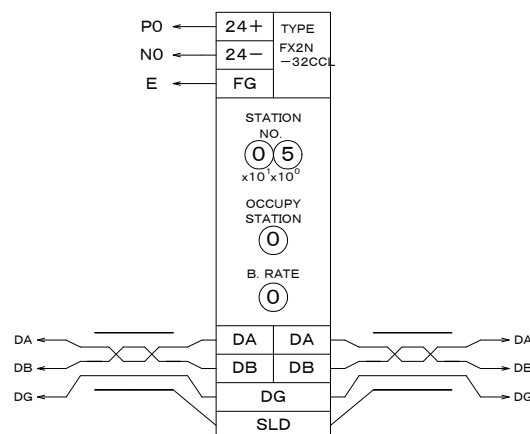 P0 24+ TYPE
N0 24− FX2N
−32CCL
E FG
STATION
NO.
0 5
x10¹ x10⁰
OCCUPY
STATION
0
B. RATE
0
DA DA DA DA
DB DB DB DB
DG DG DG
SLD